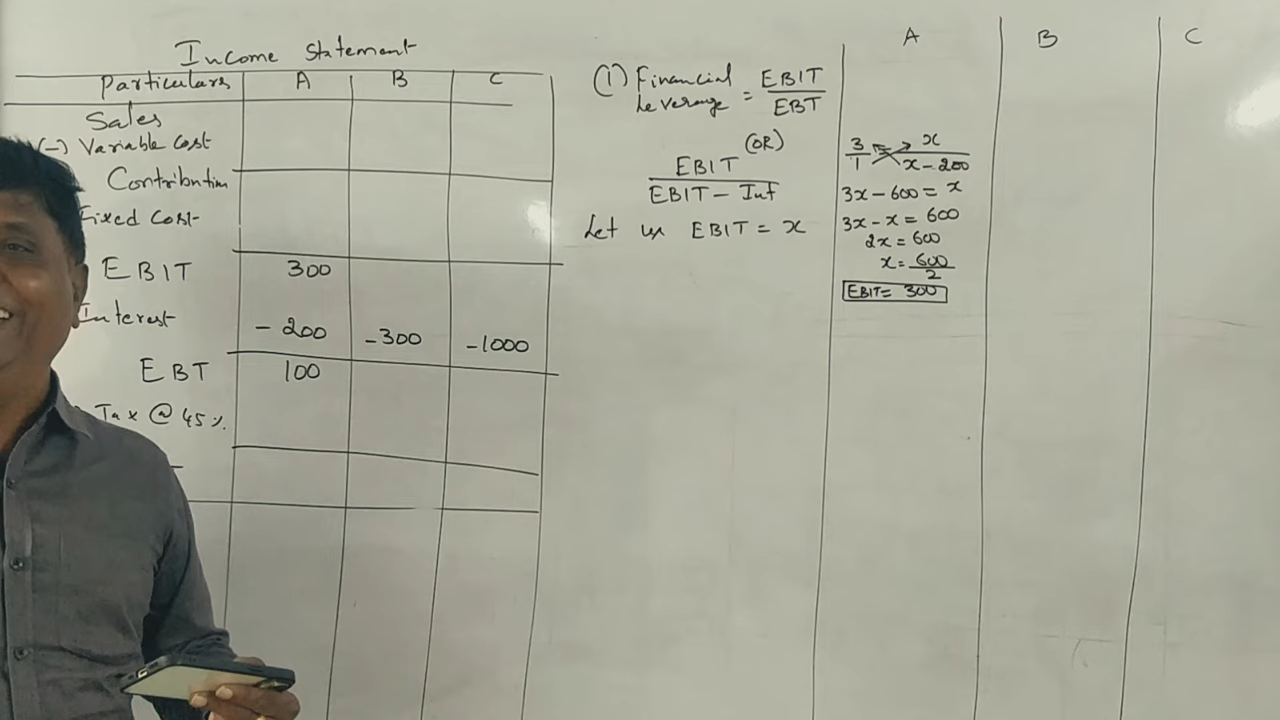 Income Statement
Particulars A B C
Sales
(-) Variable Cost
Contribution
Fixed Cost
EBIT 300
Interest - 200 - 300 - 1000
EBT 100
Tax @ 45 %
(1) Financial Leverage = EBIT / EBT
(OR)
EBIT
EBIT - Int
Let us EBIT = x
A B C
3 x
1 x - 200
3x - 600 = x
3x - x = 600
2x = 600
x = 600
2
EBIT = 300